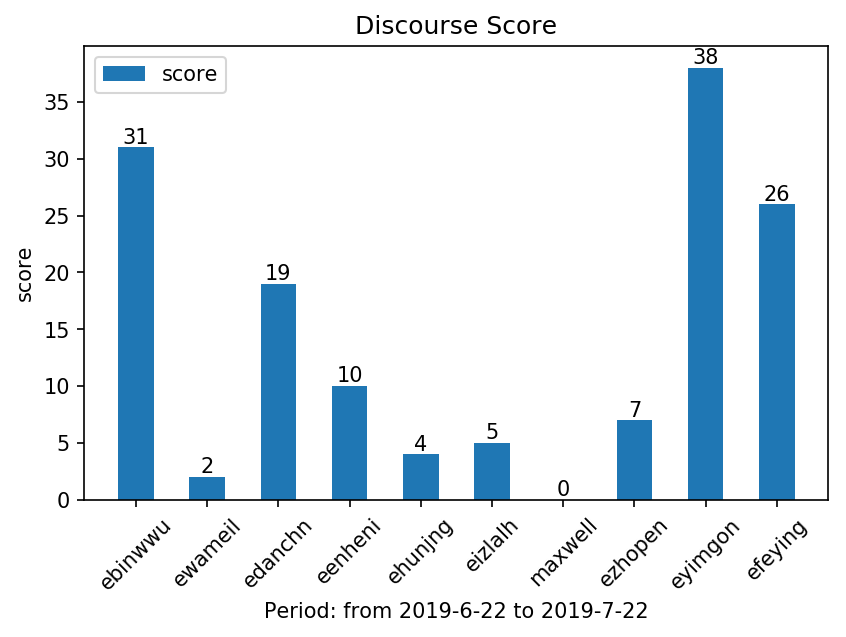 Discourse Score
score
38
35
31
30
26
25
20
19
15
10
10
7
5
5
4
2
0
0
score
ebinwwu
ewameil
edanchn
eenheni
ehunjng
eizlalh
maxwell
ezhopen
eyimgon
efeying
Period: from 2019-6-22 to 2019-7-22